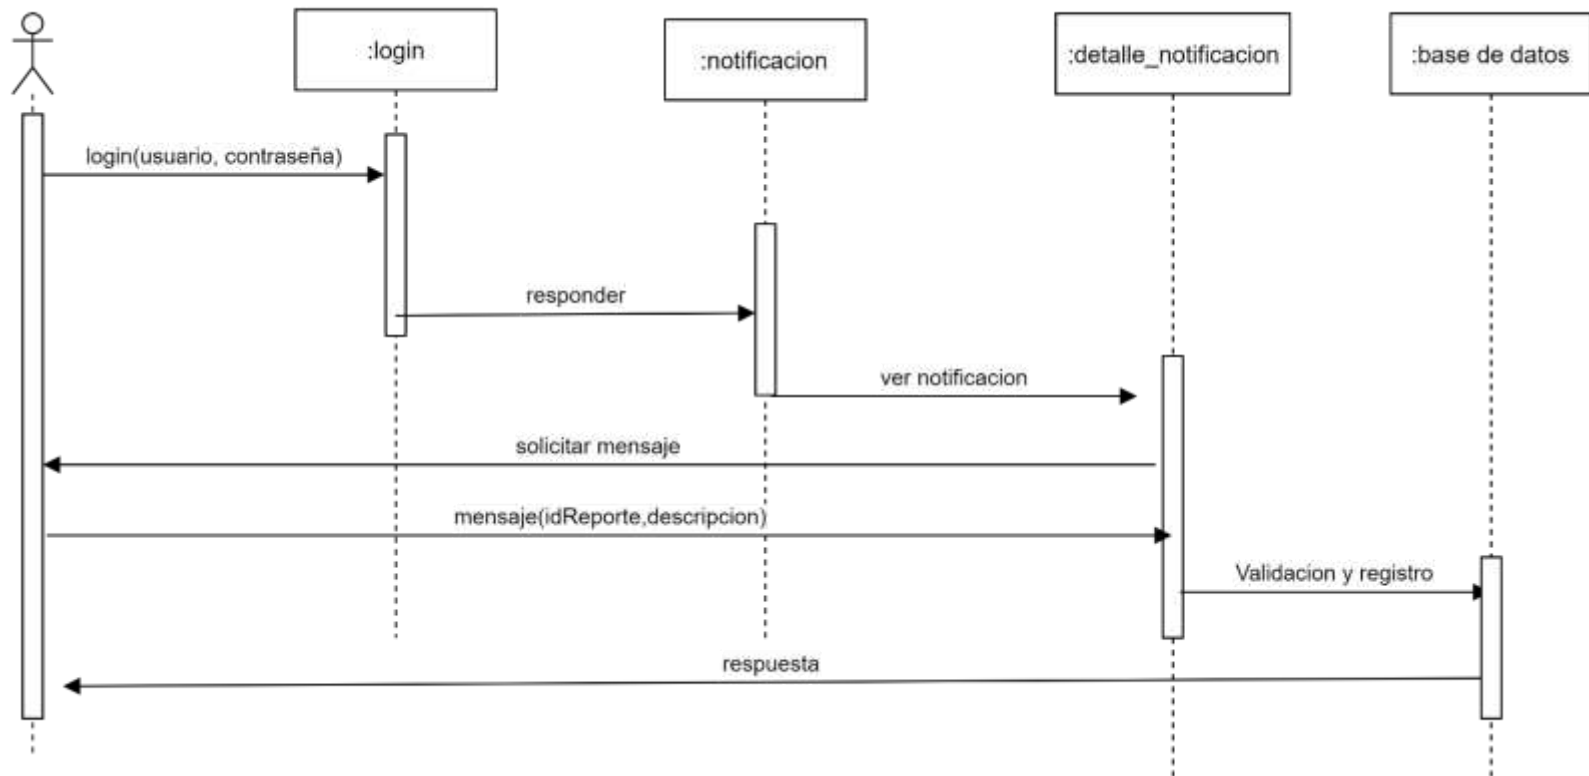 :login
:notificacion
:detalle_notificacion
:base de datos
login(usuario, contraseña)
responder
ver notificacion
solicitar mensaje
mensaje(idReporte,descripcion)
Validacion y registro
respuesta